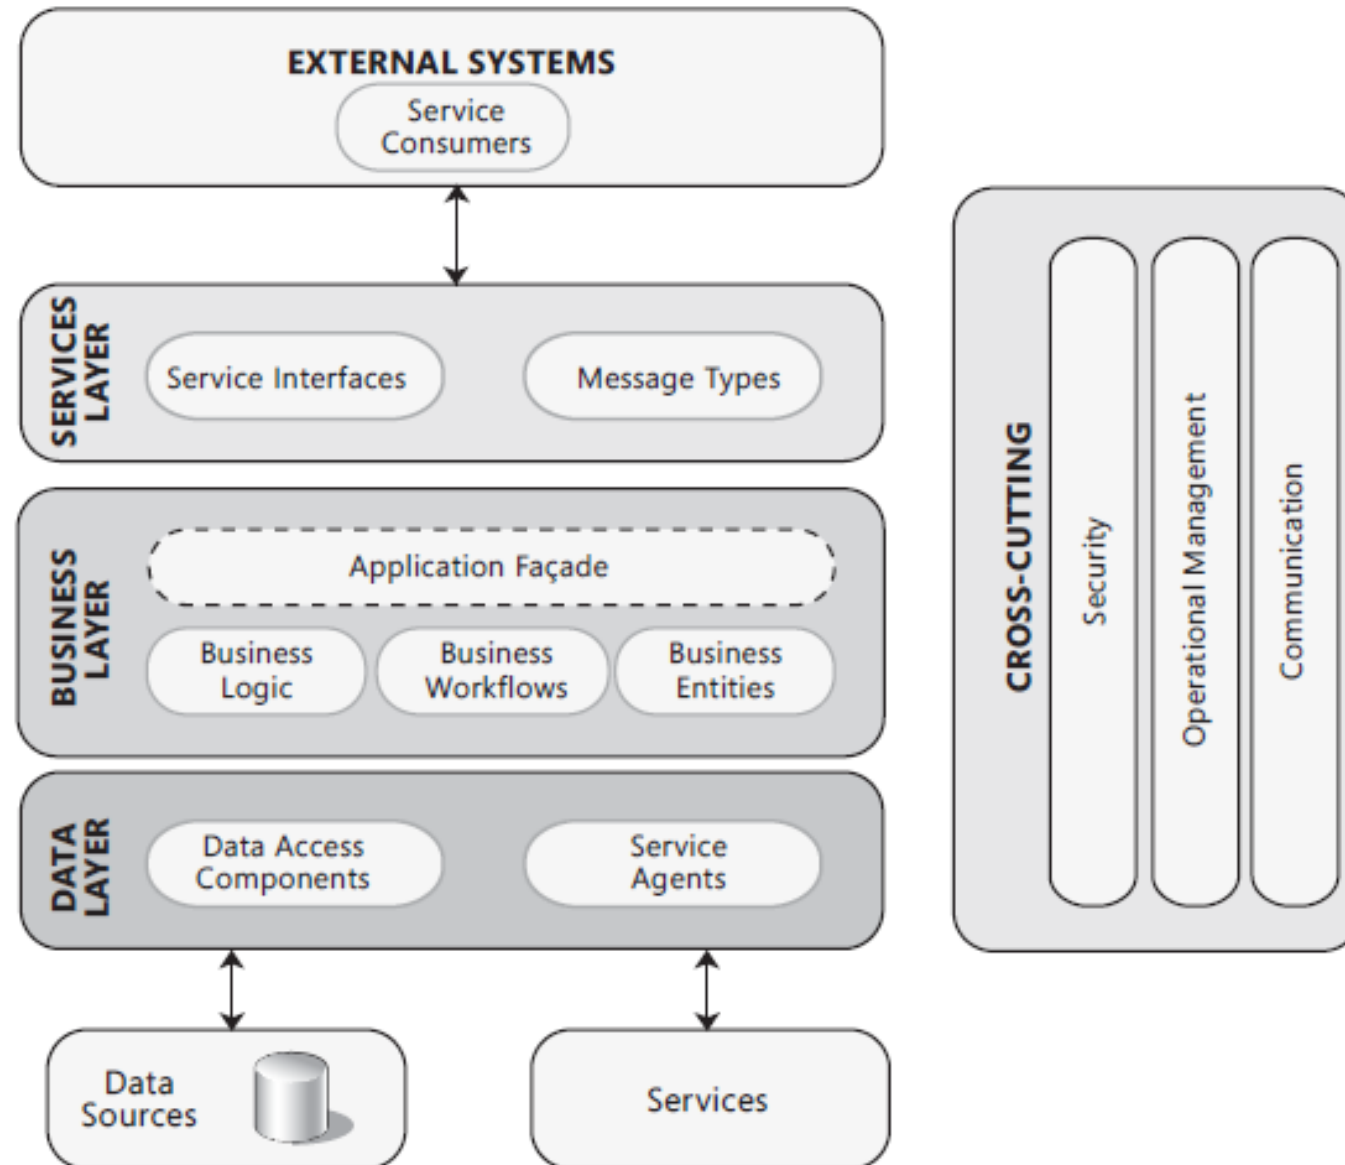 EXTERNAL SYSTEMS
Service
Consumers
SERVICES
LAYER
Service Interfaces
Message Types
BUSINESS
LAYER
Application Façade
Business
Logic
Business
Workflows
Business
Entities
DATA
LAYER
Data Access
Components
Service
Agents
Data
Sources
Services
CROSS-CUTTING
Security
Operational Management
Communication